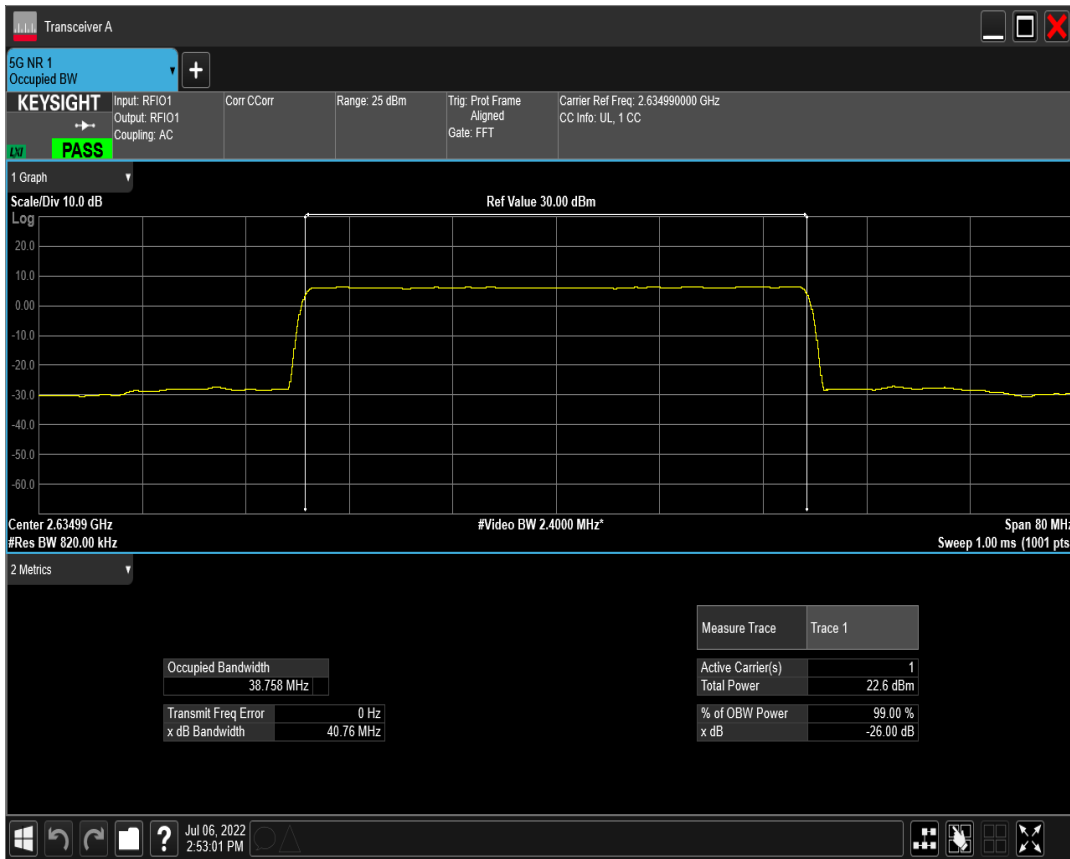 Transceiver A
5G NR 1
Occupied BW
KEYSIGHT
LXI
PASS
Input: RFIO1
Output: RFIO1
Coupling: AC
Corr CCorr
Range: 25 dBm
Trig: Prot Frame
Aligned
Gate: FFT
Carrier Ref Freq: 2.634990000 GHz
CC Info: UL, 1 CC
1 Graph
Scale/Div 10.0 dB
Ref Value 30.00 dBm
Log
20.0
10.0
0.00
-10.0
-20.0
-30.0
-40.0
-50.0
-60.0
Center 2.63499 GHz
#Video BW 2.4000 MHz*
Span 80 MHz
#Res BW 820.00 kHz
Sweep 1.00 ms (1001 pts
2 Metrics
Measure Trace Trace 1
Occupied Bandwidth
38.758 MHz
Active Carrier(s) 1
Total Power 22.6 dBm
Transmit Freq Error 0 Hz
x dB Bandwidth 40.76 MHz
% of OBW Power 99.00 %
x dB -26.00 dB
?
Jul 06, 2022
2:53:01 PM